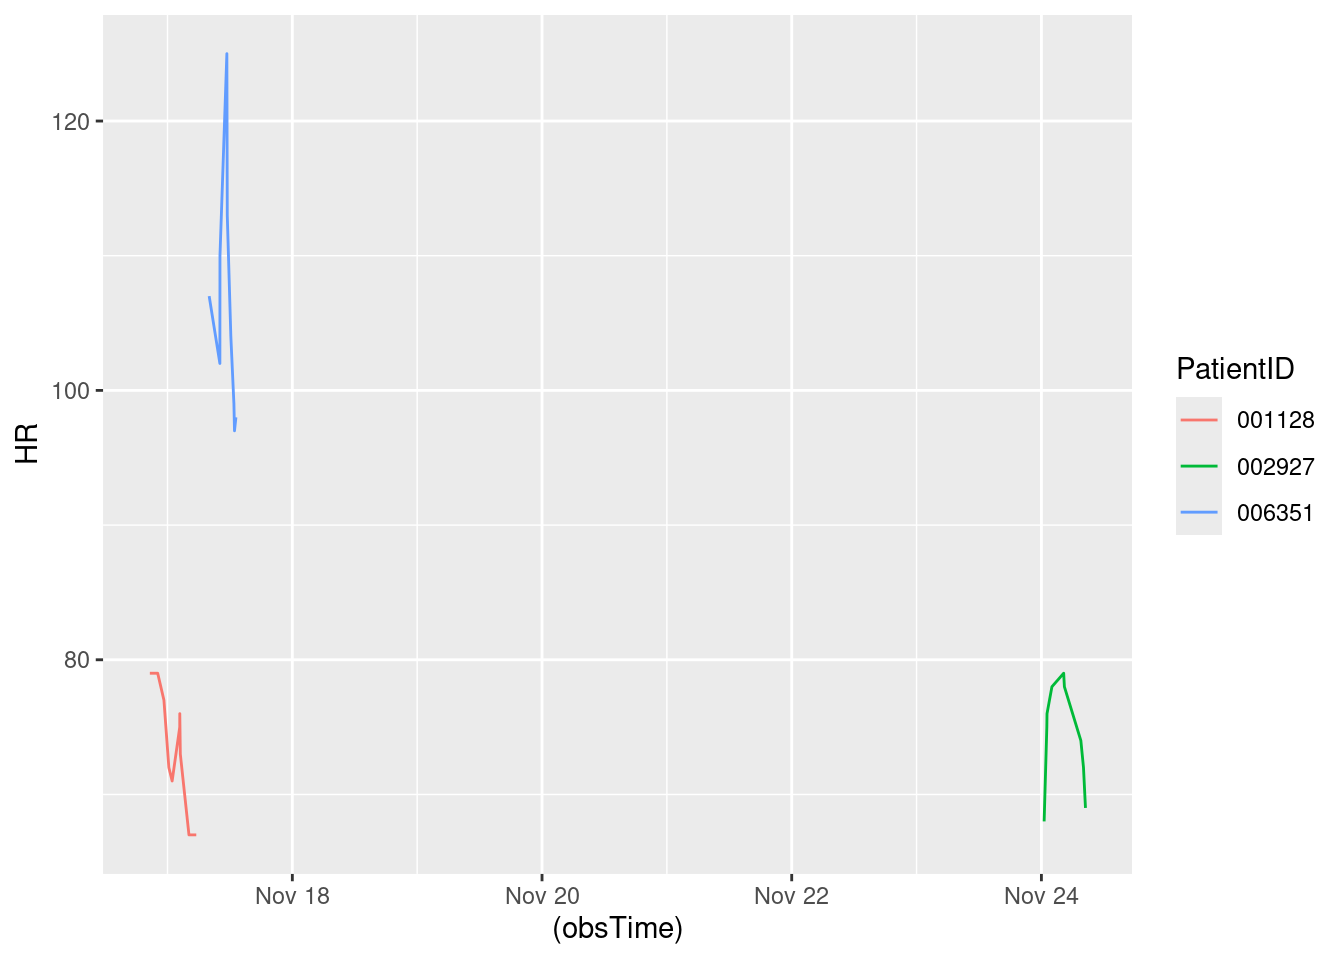 120
100
80
HR
Nov 18
Nov 20
Nov 22
Nov 24
(obsTime)
PatientID
001128
002927
006351